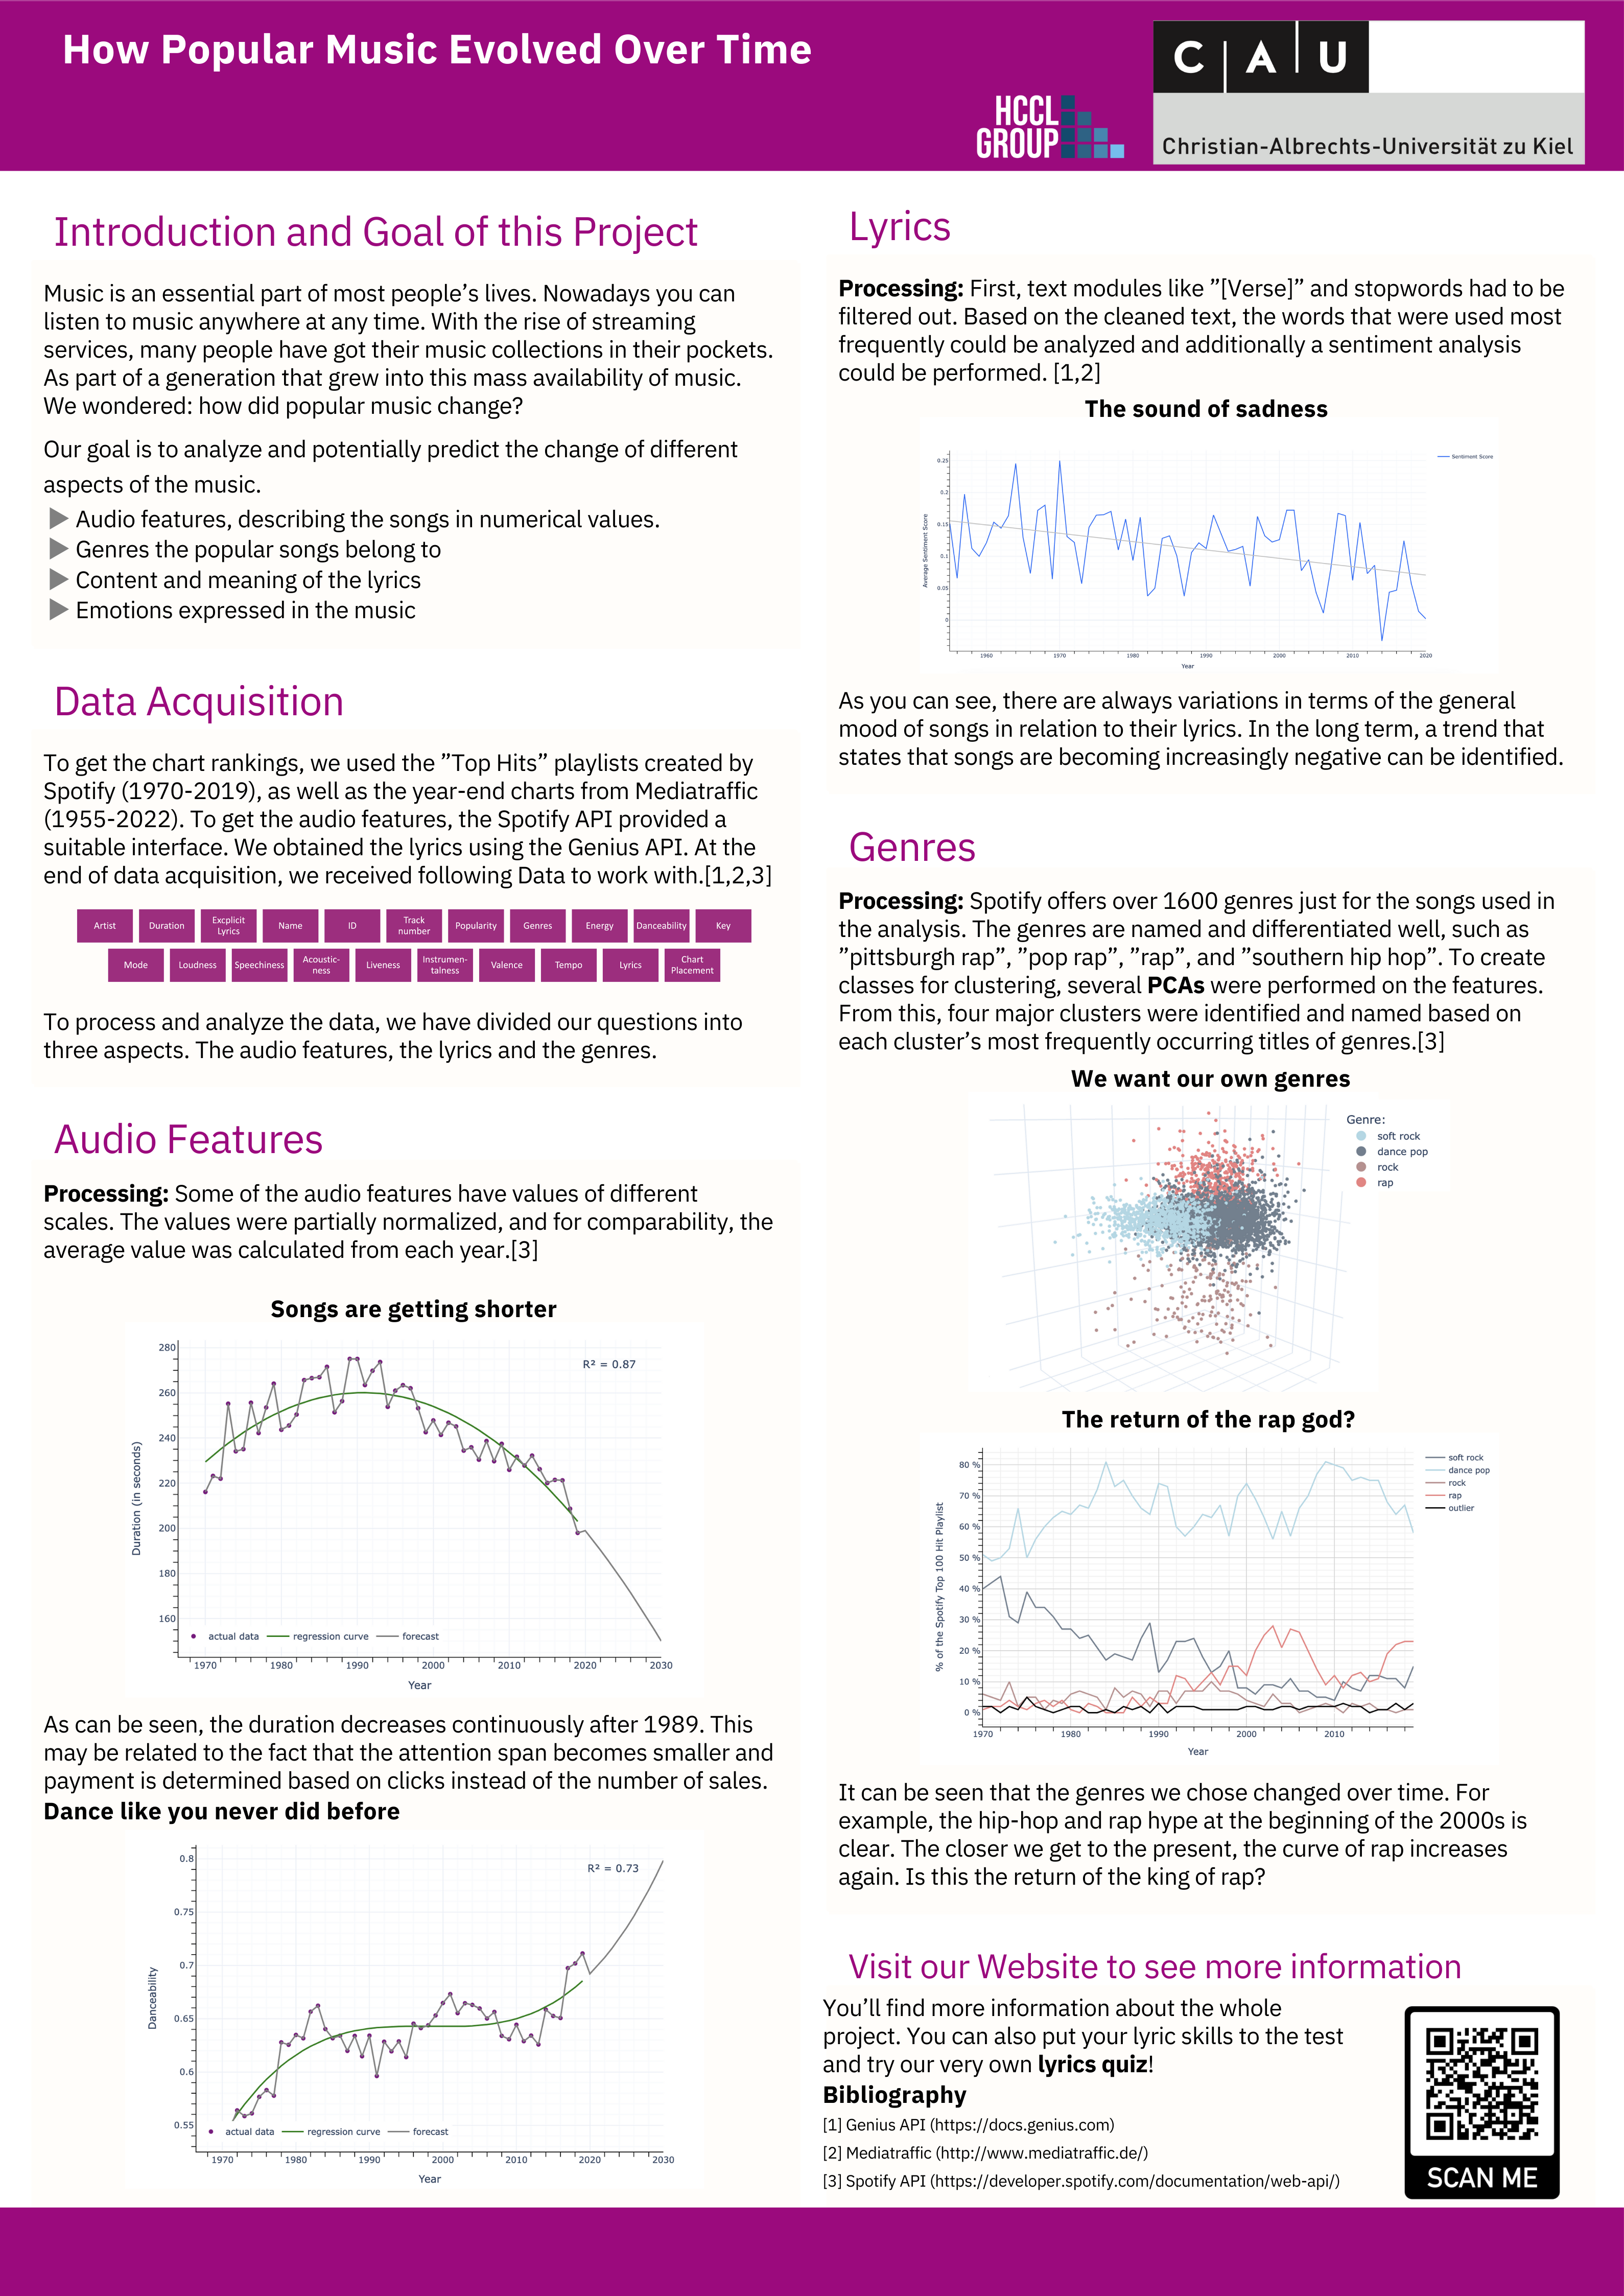 How Popular Music Evolved Over Time
HCCL
GROUP
C A U
Christian-Albrechts-Universität zu Kiel
Introduction and Goal of this Project
Music is an essential part of most people’s lives. Nowadays you can
listen to music anywhere at any time. With the rise of streaming
services, many people have got their music collections in their pockets.
As part of a generation that grew into this mass availability of music.
We wondered: how did popular music change?
Our goal is to analyze and potentially predict the change of different
aspects of the music.
Audio features, describing the songs in numerical values.
Genres the popular songs belong to
Content and meaning of the lyrics
Emotions expressed in the music
Data Acquisition
To get the chart rankings, we used the ”Top Hits” playlists created by
Spotify (1970-2019), as well as the year-end charts from Mediatraffic
(1955-2022). To get the audio features, the Spotify API provided a
suitable interface. We obtained the lyrics using the Genius API. At the
end of data acquisition, we received following Data to work with.[1,2,3]
Artist
Duration
Excplicit
Lyrics
Name
ID
Track
number
Popularity
Genres
Energy
Danceability
Key
Mode
Loudness
Speechiness
Acoustic-
ness
Liveness
Instrumen-
talness
Valence
Tempo
Lyrics
Chart
Placement
To process and analyze the data, we have divided our questions into
three aspects. The audio features, the lyrics and the genres.
Audio Features
Processing: Some of the audio features have values of different
scales. The values were partially normalized, and for comparability, the
average value was calculated from each year.[3]
Songs are getting shorter
280
260
240
220
200
180
160
Duration (in seconds)
R² = 0.87
actual data regression curve forecast
1970 1980 1990 2000 2010 2020 2030
Year
As can be seen, the duration decreases continuously after 1989. This
may be related to the fact that the attention span becomes smaller and
payment is determined based on clicks instead of the number of sales.
Dance like you never did before
0.8
0.75
0.7
0.65
0.6
0.55
Danceability
R² = 0.73
actual data regression curve forecast
1970 1980 1990 2000 2010 2020 2030
Year
Lyrics
Processing: First, text modules like ”[Verse]” and stopwords had to be
filtered out. Based on the cleaned text, the words that were used most
frequently could be analyzed and additionally a sentiment analysis
could be performed. [1,2]
The sound of sadness
0.25
0.2
0.15
0.1
0.05
0
Average Sentiment Score
Sentiment Score
1960 1970 1980 1990 2000 2010 2020
Year
As you can see, there are always variations in terms of the general
mood of songs in relation to their lyrics. In the long term, a trend that
states that songs are becoming increasingly negative can be identified.
Genres
Processing: Spotify offers over 1600 genres just for the songs used in
the analysis. The genres are named and differentiated well, such as
”pittsburgh rap”, ”pop rap”, ”rap”, and ”southern hip hop”. To create
classes for clustering, several PCAs were performed on the features.
From this, four major clusters were identified and named based on
each cluster’s most frequently occurring titles of genres.[3]
We want our own genres
Genre:
soft rock
dance pop
rock
rap
The return of the rap god?
80 %
70 %
60 %
50 %
40 %
30 %
20 %
10 %
0 %
% of the Spotify Top 100 Hit Playlist
soft rock
dance pop
rock
rap
outlier
1970 1980 1990 2000 2010
Year
It can be seen that the genres we chose changed over time. For
example, the hip-hop and rap hype at the beginning of the 2000s is
clear. The closer we get to the present, the curve of rap increases
again. Is this the return of the king of rap?
Visit our Website to see more information
You’ll find more information about the whole
project. You can also put your lyric skills to the test
and try our very own lyrics quiz!
Bibliography
[1] Genius API (https://docs.genius.com)
[2] Mediatraffic (http://www.mediatraffic.de/)
[3] Spotify API (https://developer.spotify.com/documentation/web-api/)
SCAN ME